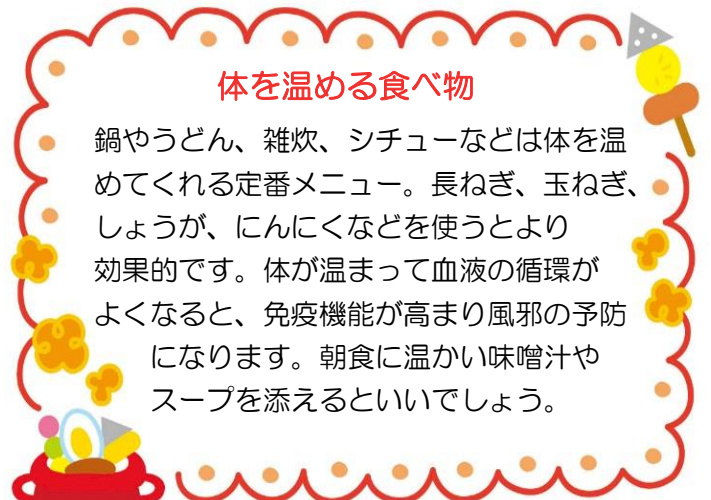 体を温める食べ物
鍋やうどん、雑炊、シチューなどは体を温
めてくれる定番メニュー。長ねぎ、玉ねぎ、
しょうが、にんにくなどを使うとより
効果的です。体が温まって血液の循環が
よくなると、免疫機能が高まり風邪の予防
になります。朝食に温かい味噌汁や
スープを添えるといいでしょう。